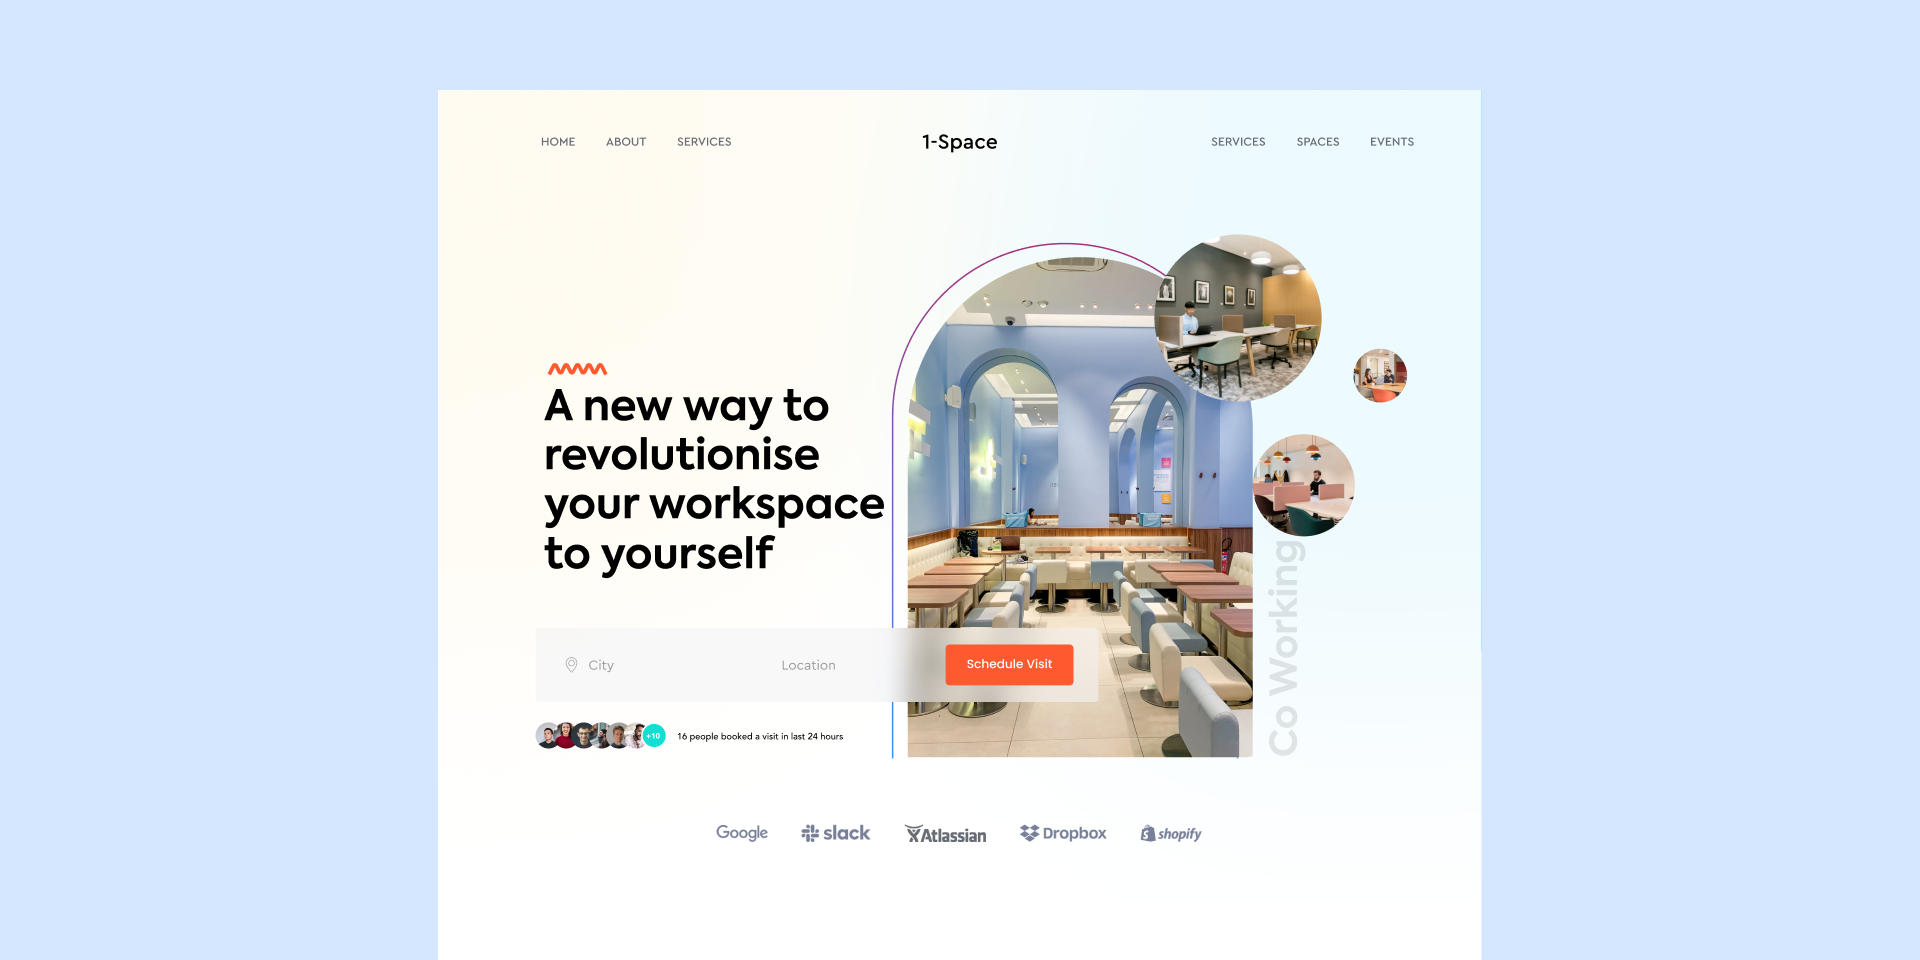 HOME ABOUT SERVICES 1-Space SERVICES SPACES EVENTS
A new way to
revolutionise
your workspace
to yourself
City Location Schedule Visit
+10 16 people booked a visit in last 24 hours
Co Working
Google slack Atlassian Dropbox shopify